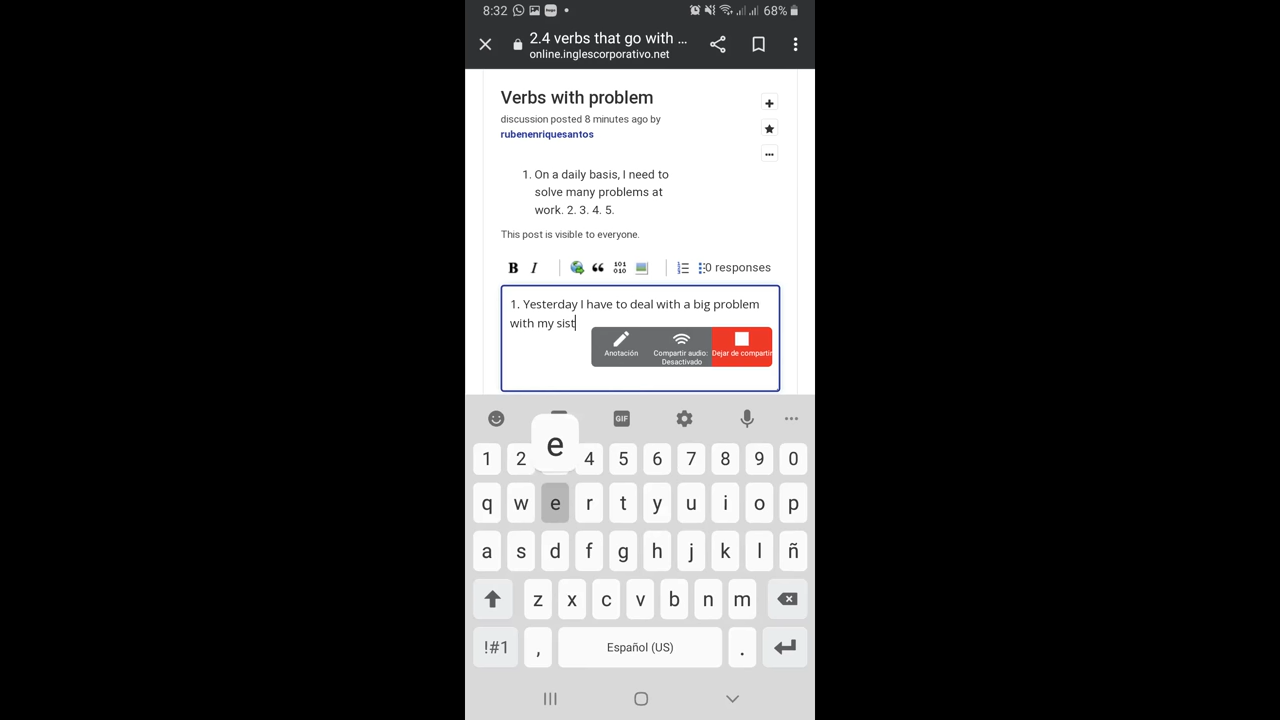 8:32 68%
2.4 verbs that go with ...
online.inglescorporativo.net
Verbs with problem
discussion posted 8 minutes ago by
rubenenriquesantos
1. On a daily basis, I need to
solve many problems at
work. 2. 3. 4. 5.
This post is visible to everyone.
B I 101 010 0 responses
1. Yesterday I have to deal with a big problem
with my sist
Anotación Compartir audio: Dejar de compartir
Desactivado
GIF
e
1 2 4 5 6 7 8 9 0
q w e r t y u i o p
a s d f g h j k l ñ
z x c v b n m
!#1 , Español (US) .